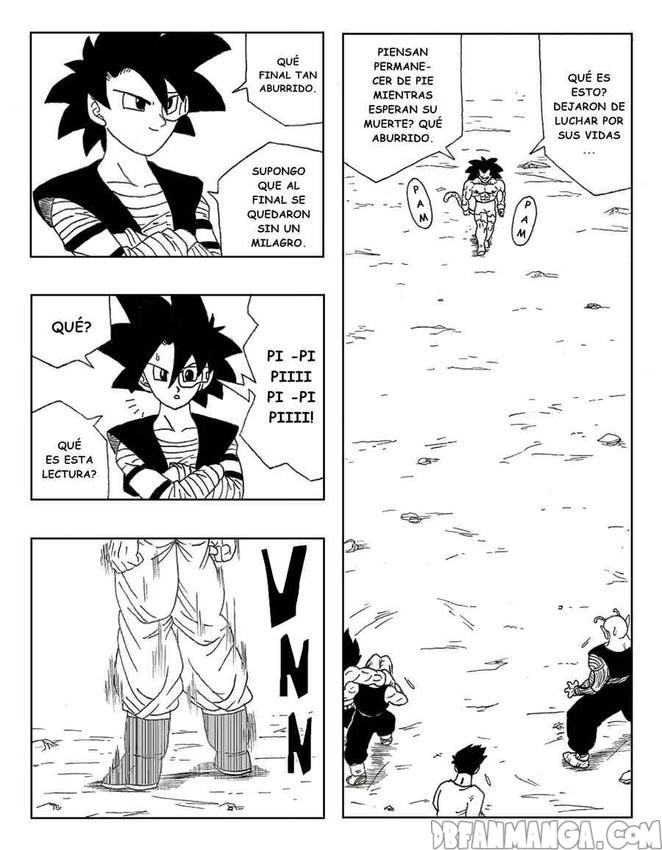 QUÉ ES
ESTO?
DEJARON DE
LUCHAR POR
SUS VIDAS
...
PIENSAN
PERMANE-
CER DE PIE
MIENTRAS
ESPERAN SU
MUERTE? QUÉ
ABURRIDO.
PAM
PAM
QUÉ
FINAL TAN
ABURRIDO.
SUPONGO
QUE AL
FINAL SE
QUEDARON
SIN UN
MILAGRO.
PI -PI
PIIII
PI -PI
PIIII!
QUÉ?
QUÉ
ES ESTA
LECTURA?
VNN
DBFANMANGA.COM